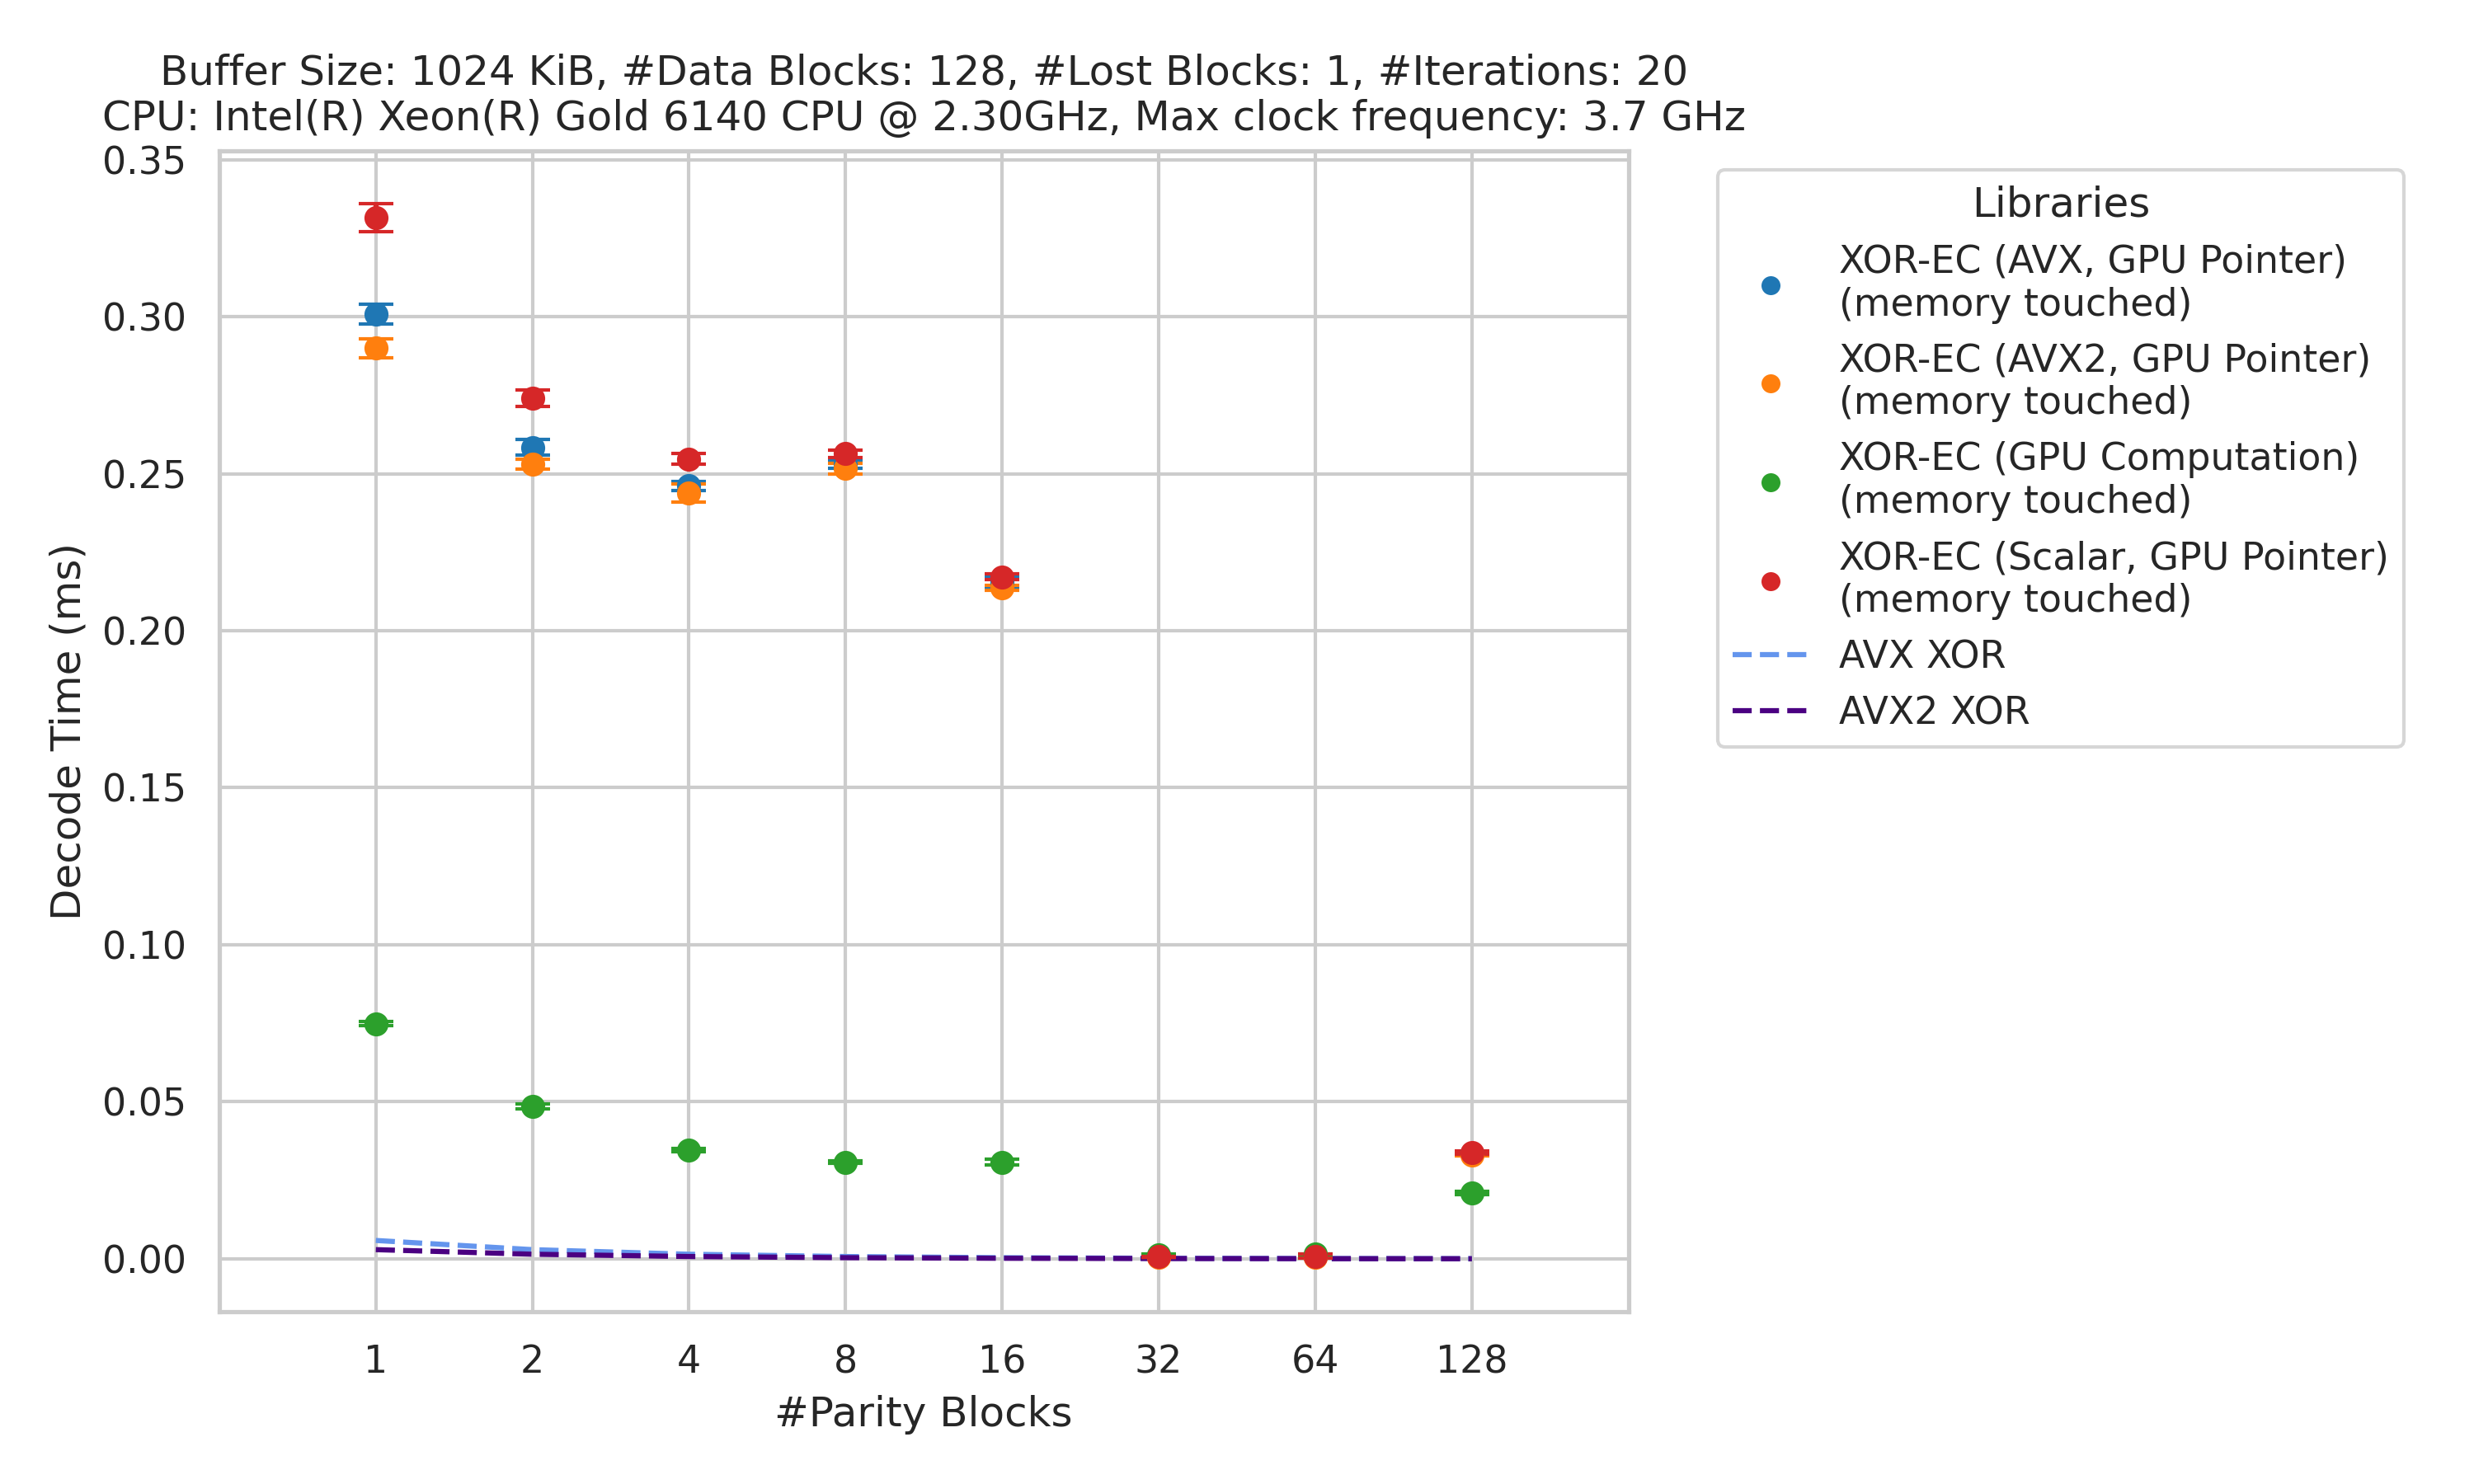 Buffer Size: 1024 KiB, #Data Blocks: 128, #Lost Blocks: 1, #Iterations: 20
CPU: Intel(R) Xeon(R) Gold 6140 CPU @ 2.30GHz, Max clock frequency: 3.7 GHz
0.35
0.30
0.25
0.20
0.15
0.10
0.05
0.00
Decode Time (ms)
1 2 4 8 16 32 64 128
#Parity Blocks
Libraries
XOR-EC (AVX, GPU Pointer)
(memory touched)
XOR-EC (AVX2, GPU Pointer)
(memory touched)
XOR-EC (GPU Computation)
(memory touched)
XOR-EC (Scalar, GPU Pointer)
(memory touched)
AVX XOR
AVX2 XOR